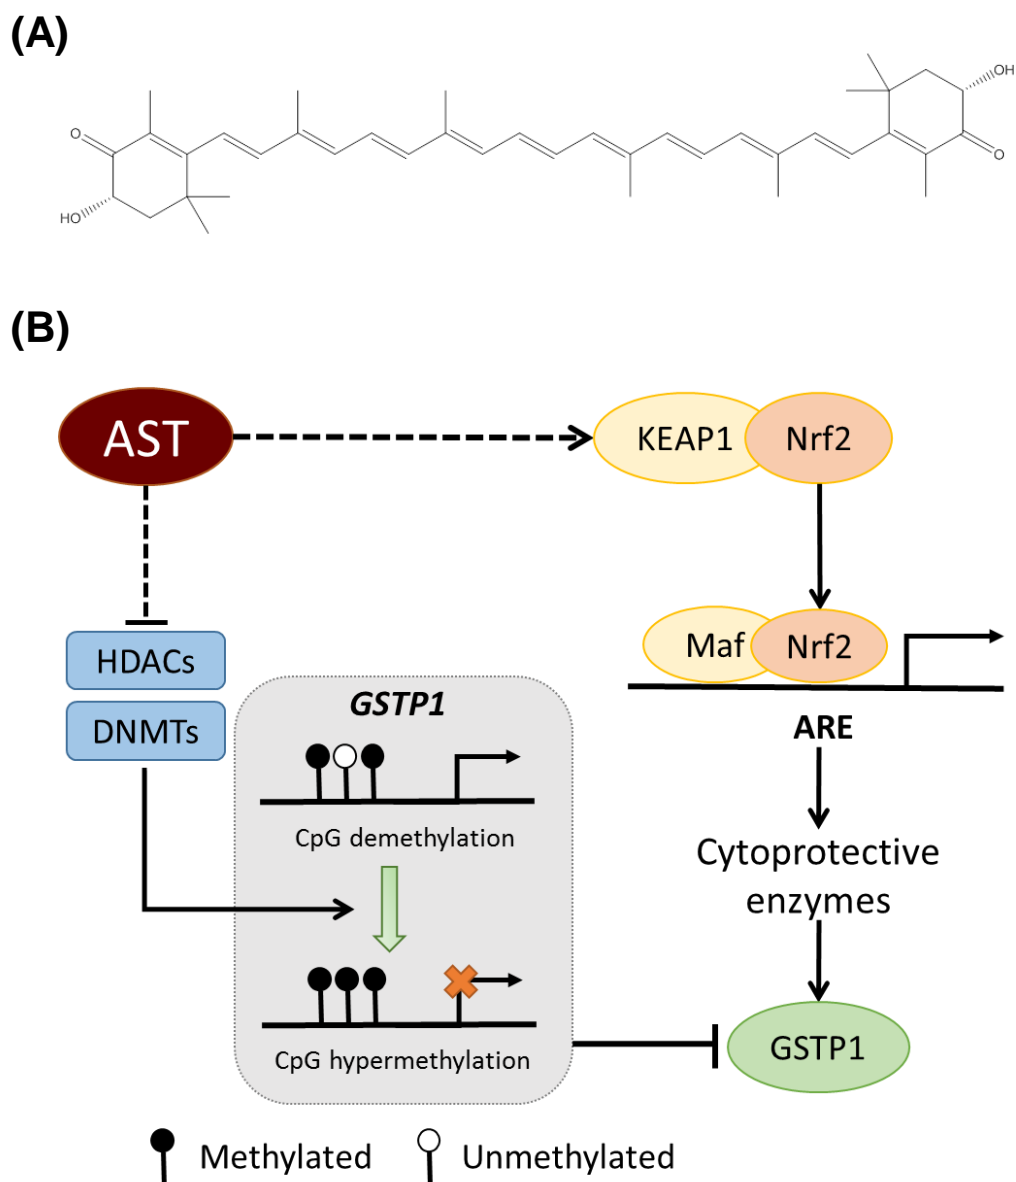 (A)
OH
O
O
HO
(B)
AST
KEAP1
Nrf2
Maf
Nrf2
HDACs
DNMTs
GSTP1
ARE
CpG demethylation
Cytoprotective
enzymes
CpG hypermethylation
GSTP1
Methylated
Unmethylated